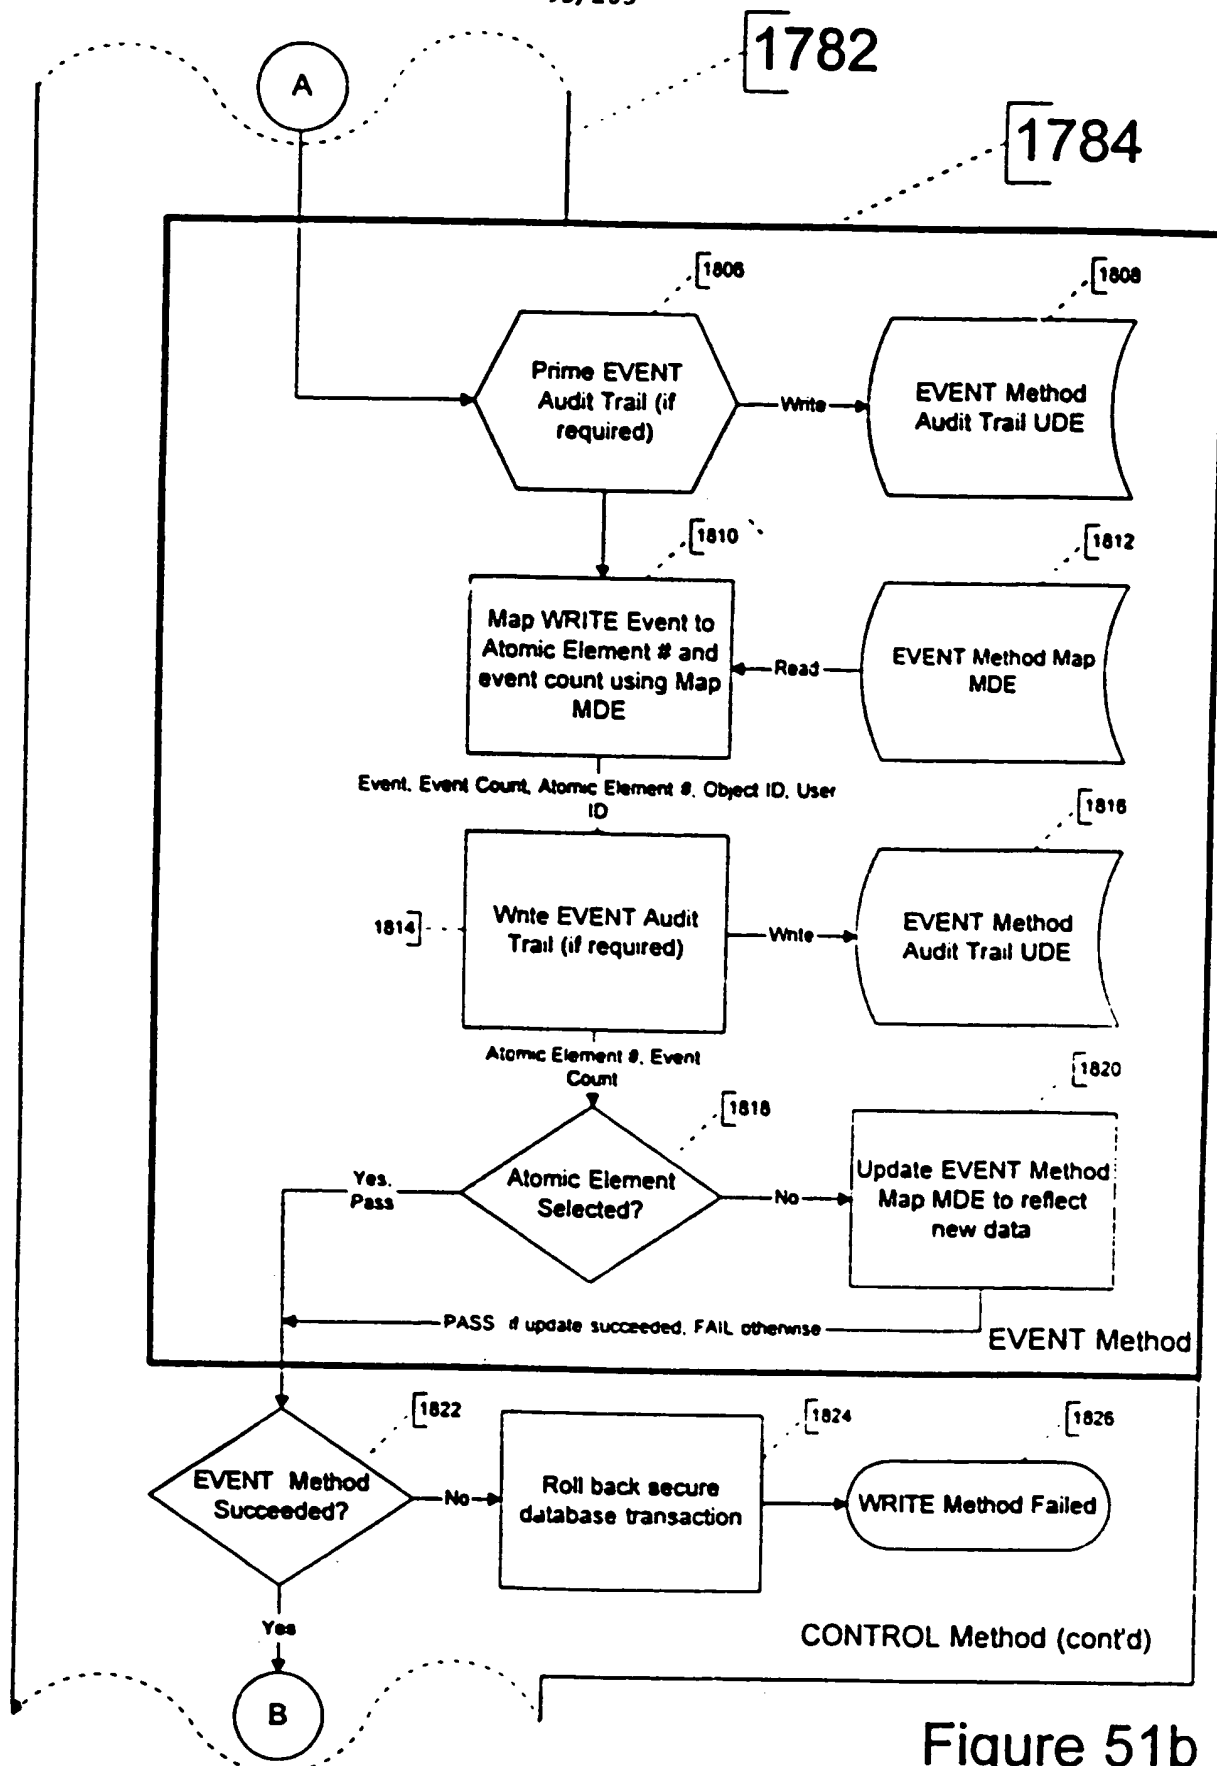 A
1782
1784
1806
1808
Prime EVENT
Audit Trail (if
required)
Write
EVENT Method
Audit Trail UDE
1810
1812
Map WRITE Event to
Atomic Element # and
event count using Map
MDE
Read
EVENT Method Map
MDE
Event, Event Count, Atomic Element #, Object ID, User
ID
1816
1814
Write EVENT Audit
Trail (if required)
Write
EVENT Method
Audit Trail UDE
Atomic Element #, Event
Count
1818
1820
Yes,
Pass
Atomic Element
Selected?
No
Update EVENT Method
Map MDE to reflect
new data
PASS if update succeeded, FAIL otherwise
EVENT Method
1822
1824
1826
EVENT Method
Succeeded?
No
Roll back secure
database transaction
WRITE Method Failed
Yes
CONTROL Method (cont'd)
B
Figure 51b